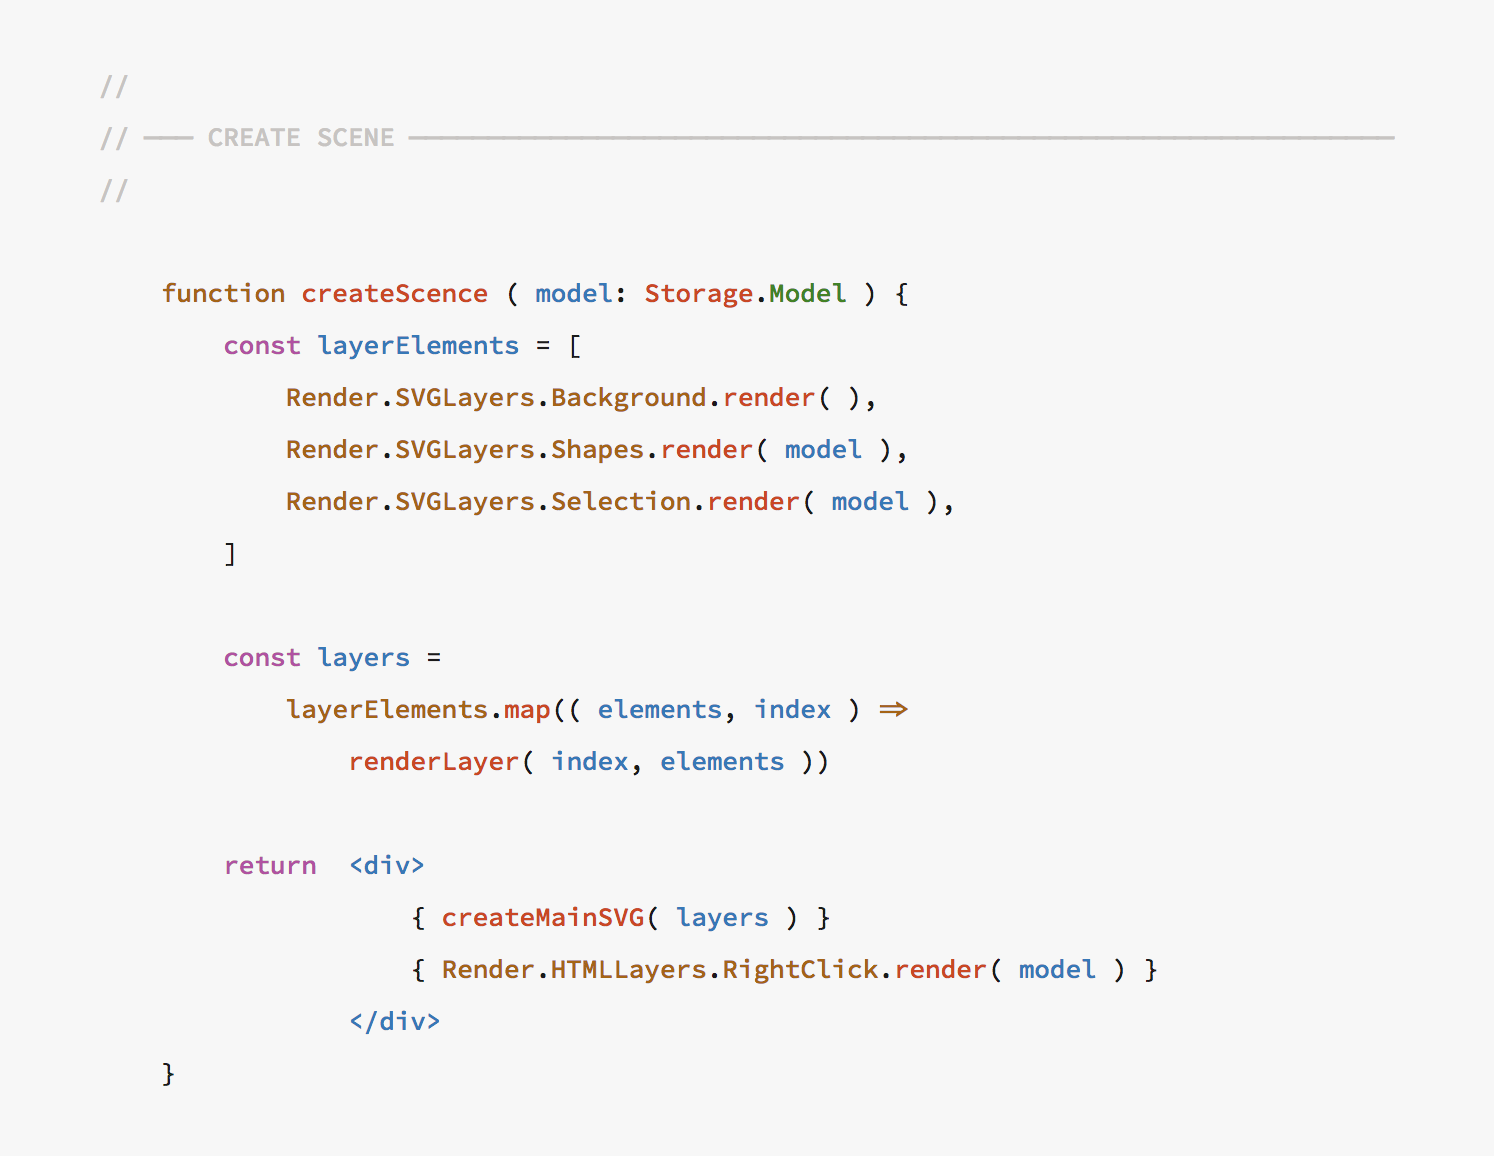 //
// ─── CREATE SCENE ───────────────────────────────────────────────────────────────
//
function createScence ( model: Storage.Model ) {
const layerElements = [
Render.SVGLayers.Background.render( ),
Render.SVGLayers.Shapes.render( model ),
Render.SVGLayers.Selection.render( model ),
]
const layers =
layerElements.map(( elements, index ) =>
renderLayer( index, elements ))
return  <div>
{ createMainSVG( layers ) }
{ Render.HTMLLayers.RightClick.render( model ) }
</div>
}